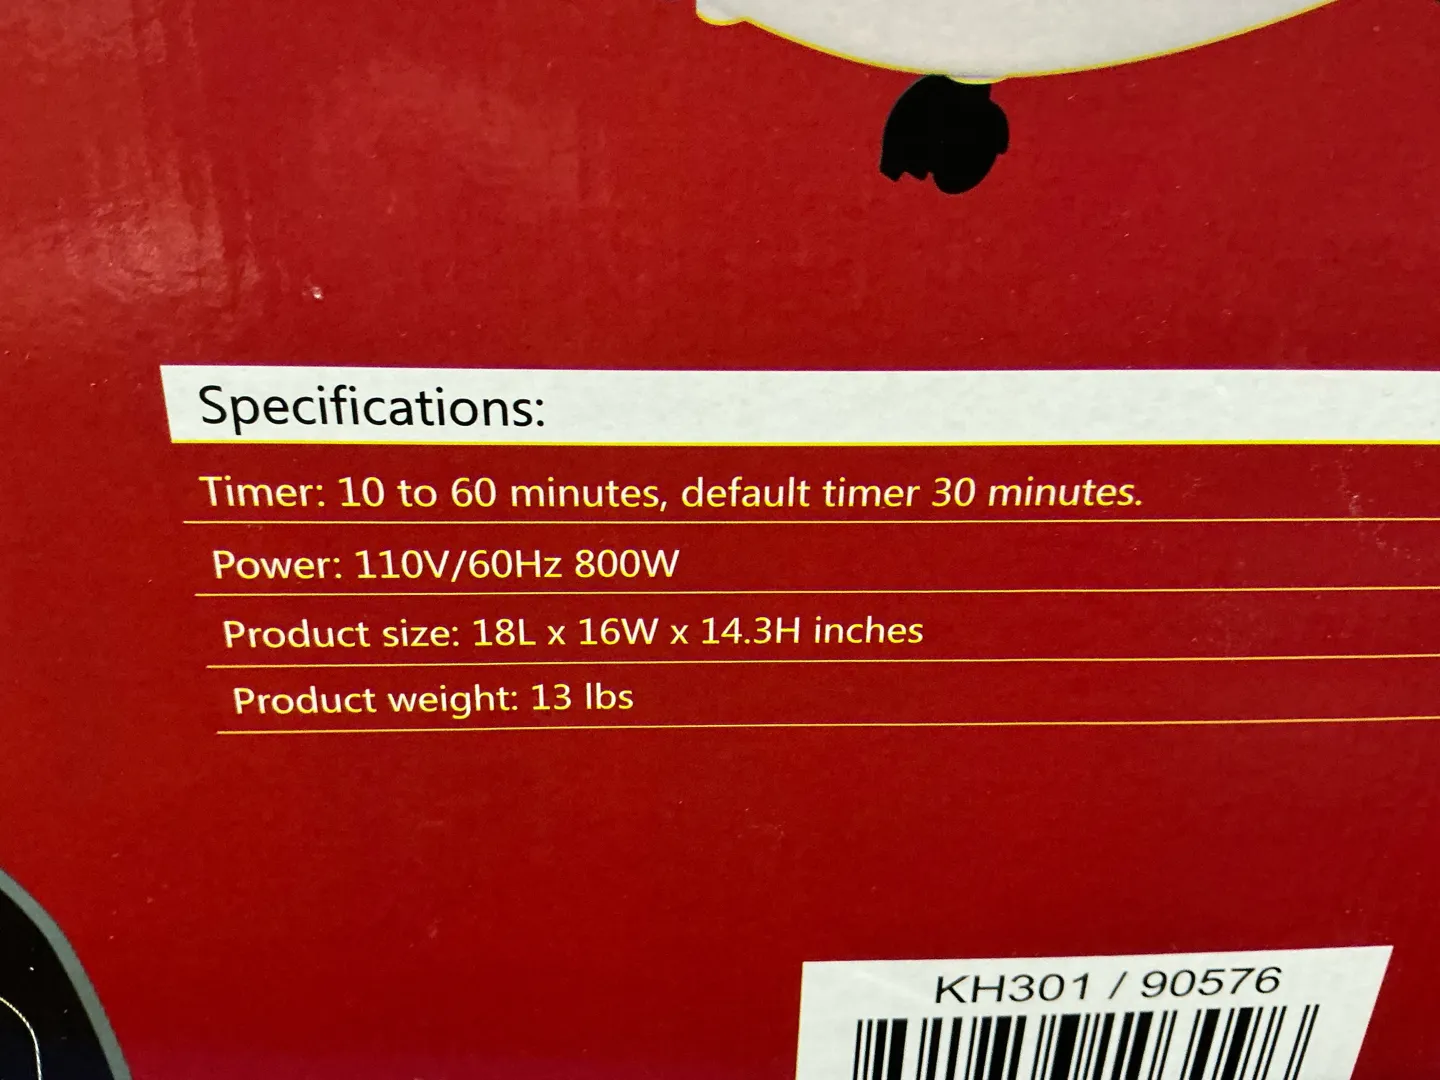 Specifications:
Timer: 10 to 60 minutes, default timer 30 minutes.
Power: 110V/60Hz 800W
Product size: 18L x 16W x 14.3H inches
Product weight: 13 lbs
KH301 / 90576